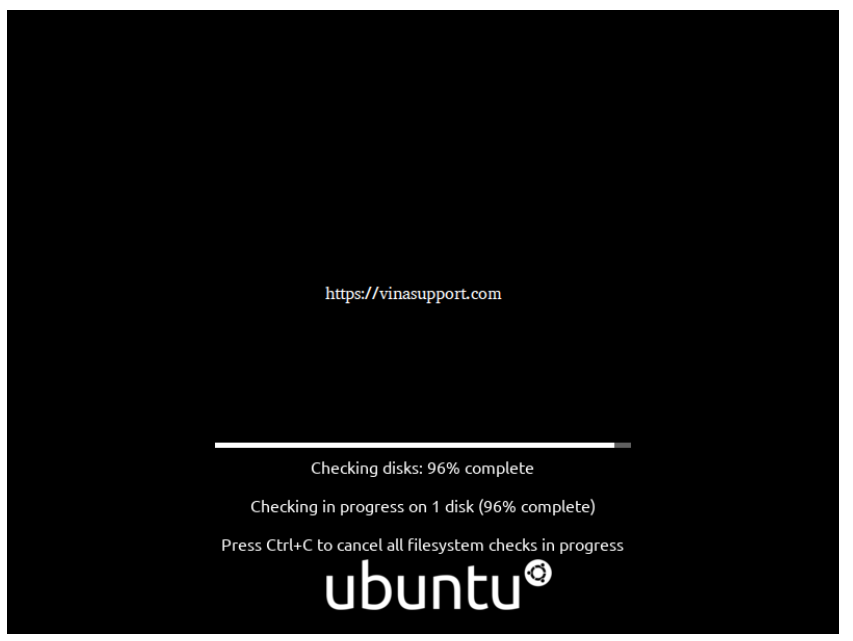 https://vinasupport.com
Checking disks: 96% complete
Checking in progress on 1 disk (96% complete)
Press Ctrl+C to cancel all filesystem checks in progress
ubuntu